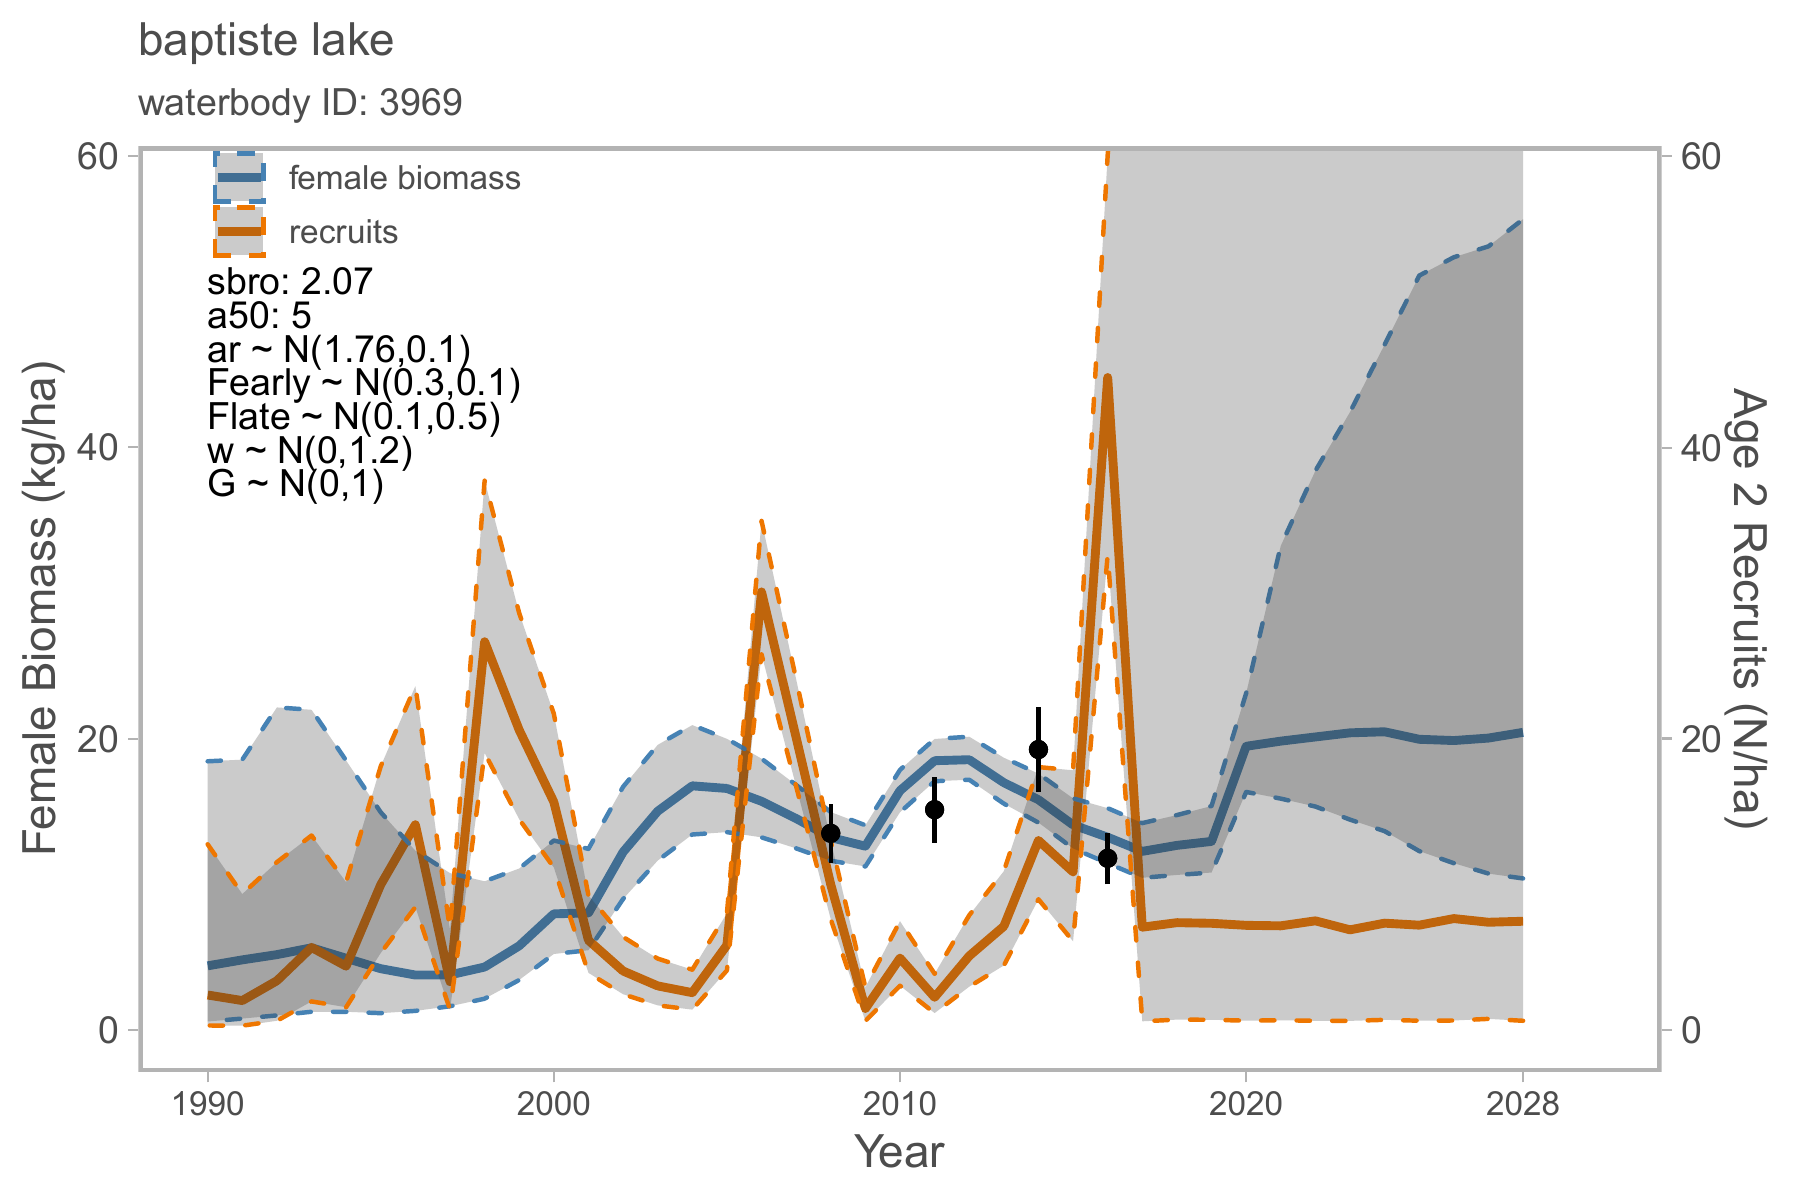 baptiste lake
waterbody ID: 3969
female biomass
recruits
sbro: 2.07
a50: 5
ar ~ N(1.76,0.1)
Fearly ~ N(0.3,0.1)
Flate ~ N(0.1,0.5)
w ~ N(0,1.2)
G ~ N(0,1)
Female Biomass (kg/ha)
60
40
20
0
60
40
20
0
Age 2 Recruits (N/ha)
1990 2000 2010 2020 2028
Year